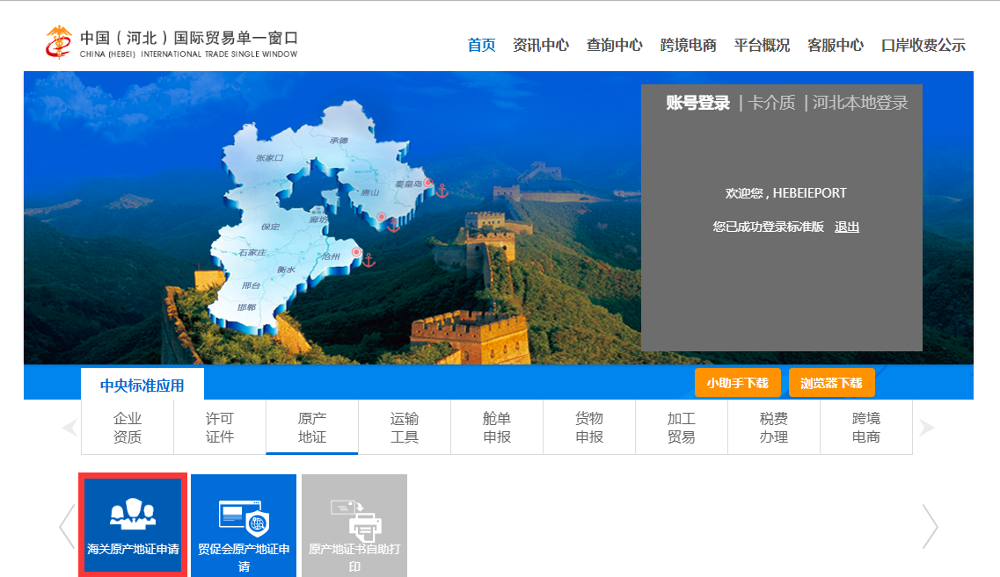 中国（河北）国际贸易单一窗口
CHINA (HEBEI) INTERNATIONAL TRADE SINGLE WINDOW
首页 资讯中心 查询中心 跨境电商 平台概况 客服中心 口岸收费公示
账号登录 | 卡介质 | 河北本地登录
承德
张家口
秦皇岛
唐山
廊坊
保定
石家庄
沧州
衡水
邢台
邯郸
欢迎您 , HEBEIEPORT
您已成功登录标准版 退出
中央标准应用
小助手下载 浏览器下载
企业
资质
许可
证件
原产
地证
运输
工具
舱单
申报
货物
申报
加工
贸易
税费
办理
跨境
电商
海关原产地证申请
贸促会原产地证申
请
原产地证书自助打
印